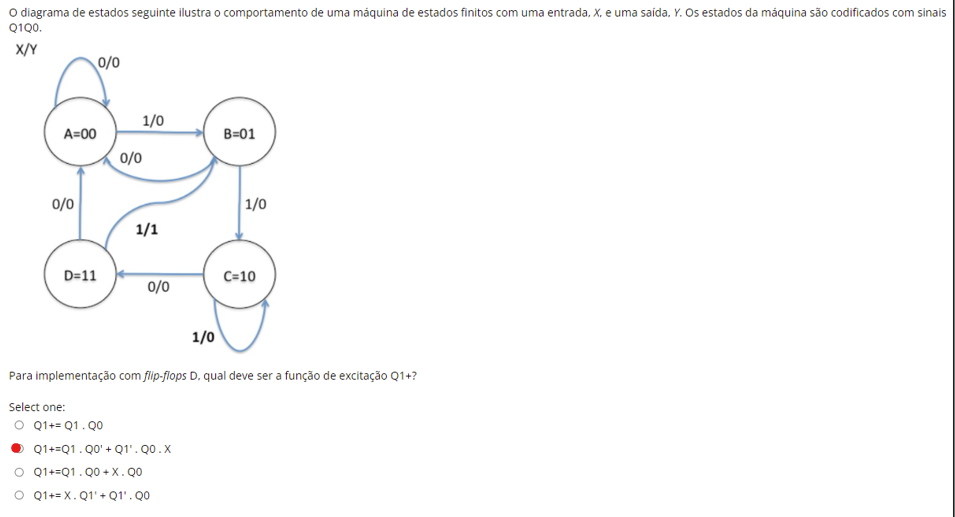 O diagrama de estados seguinte ilustra o comportamento de uma máquina de estados finitos com uma entrada, X, e uma saída, Y. Os estados da máquina são codificados com sinais
Q1Q0.
X/Y
0/0
1/0
A=00
B=01
0/0
0/0
1/0
1/1
D=11
C=10
0/0
1/0
Para implementação com flip-flops D, qual deve ser a função de excitação Q1+?
Select one:
Q1+= Q1 . Q0
Q1+=Q1 . Q0' + Q1' . Q0 . X
Q1+=Q1 . Q0 + X . Q0
Q1+= X . Q1' + Q1' . Q0